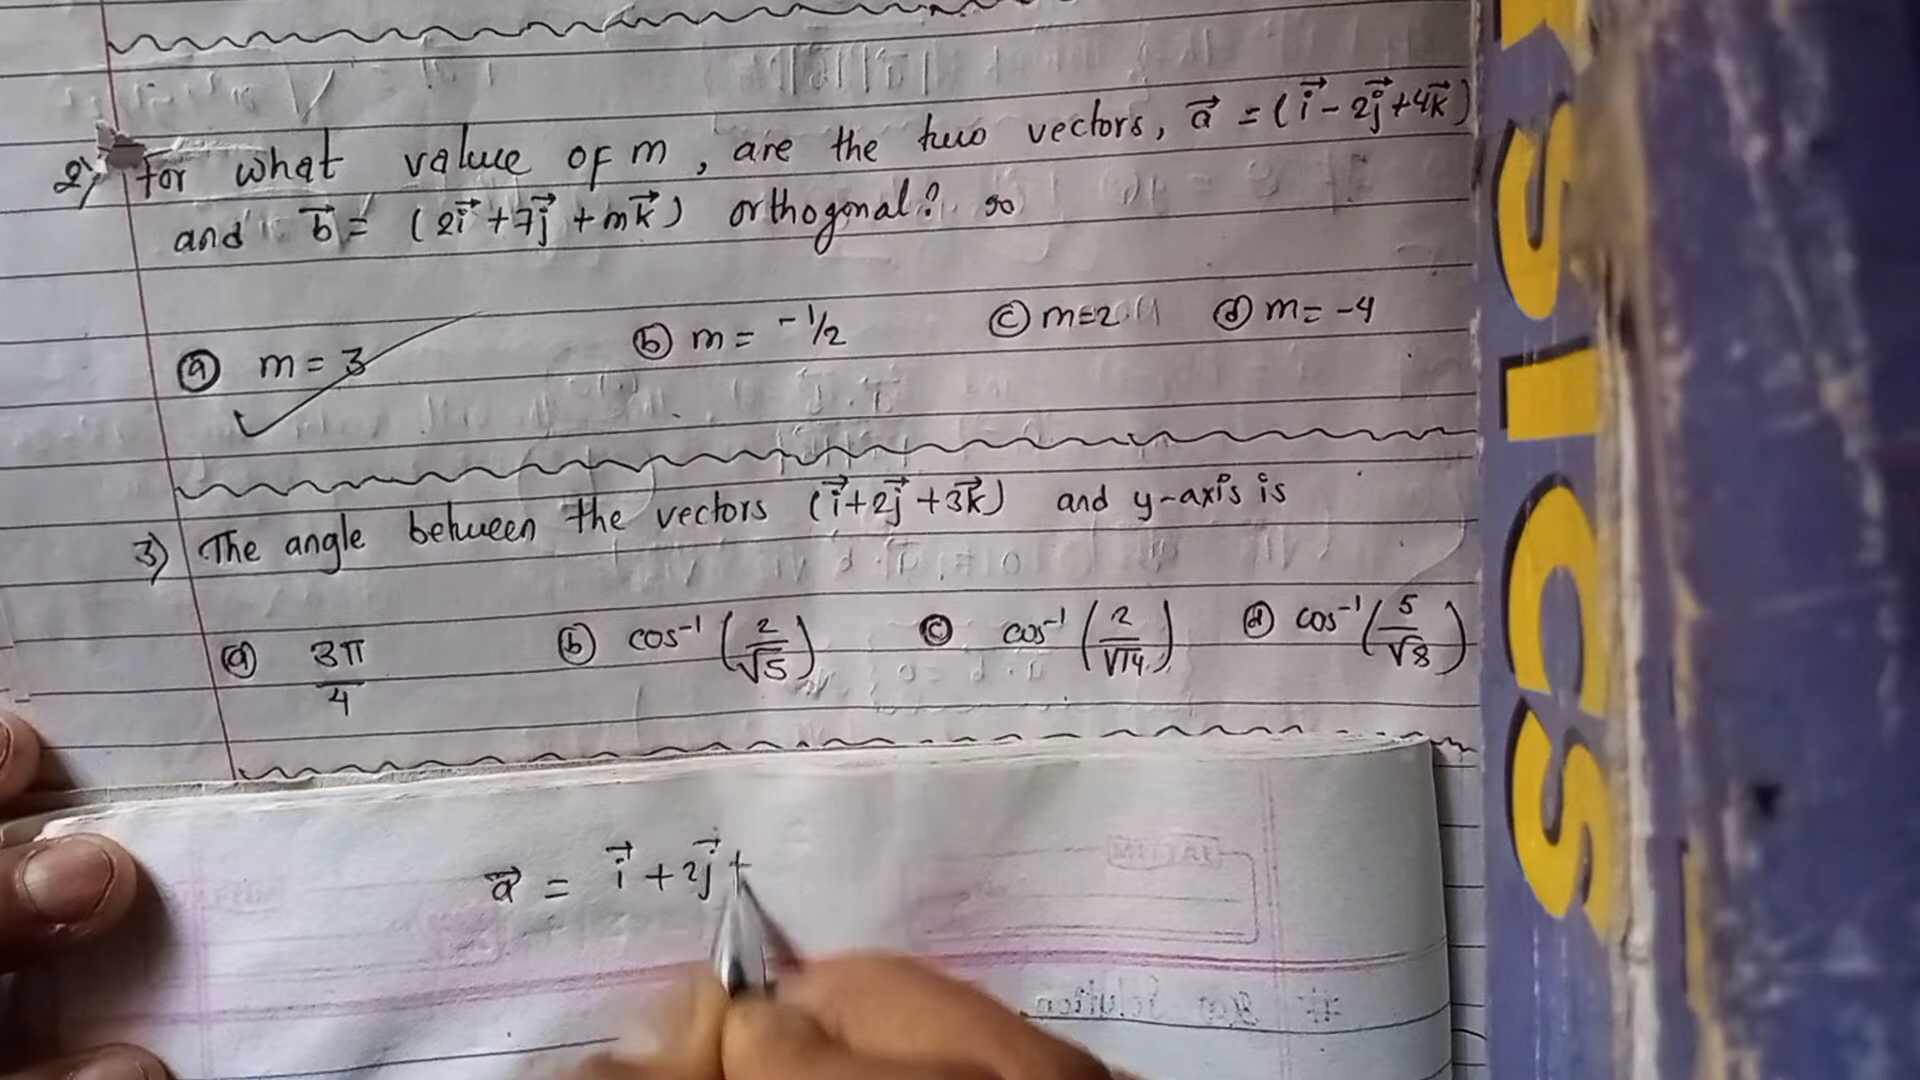 2) For what value of m, are the two vectors, a⃗ = (i⃗ - 2j⃗ + 4k⃗)
and b⃗ = (2i⃗ + 7j⃗ + mk⃗) orthogonal? 90
ⓐ m = 3 ⓑ m = -1/2 ⓒ m=2 ⓓ m = -4
3) The angle between the vectors (i⃗ + 2j⃗ + 3k⃗) and y-axis is
ⓐ 3π/4 ⓑ cos⁻¹(2/√5) ⓒ cos⁻¹(2/√14) ⓓ cos⁻¹(5/√8)
a⃗ = i⃗ + 2j⃗ +
SICS